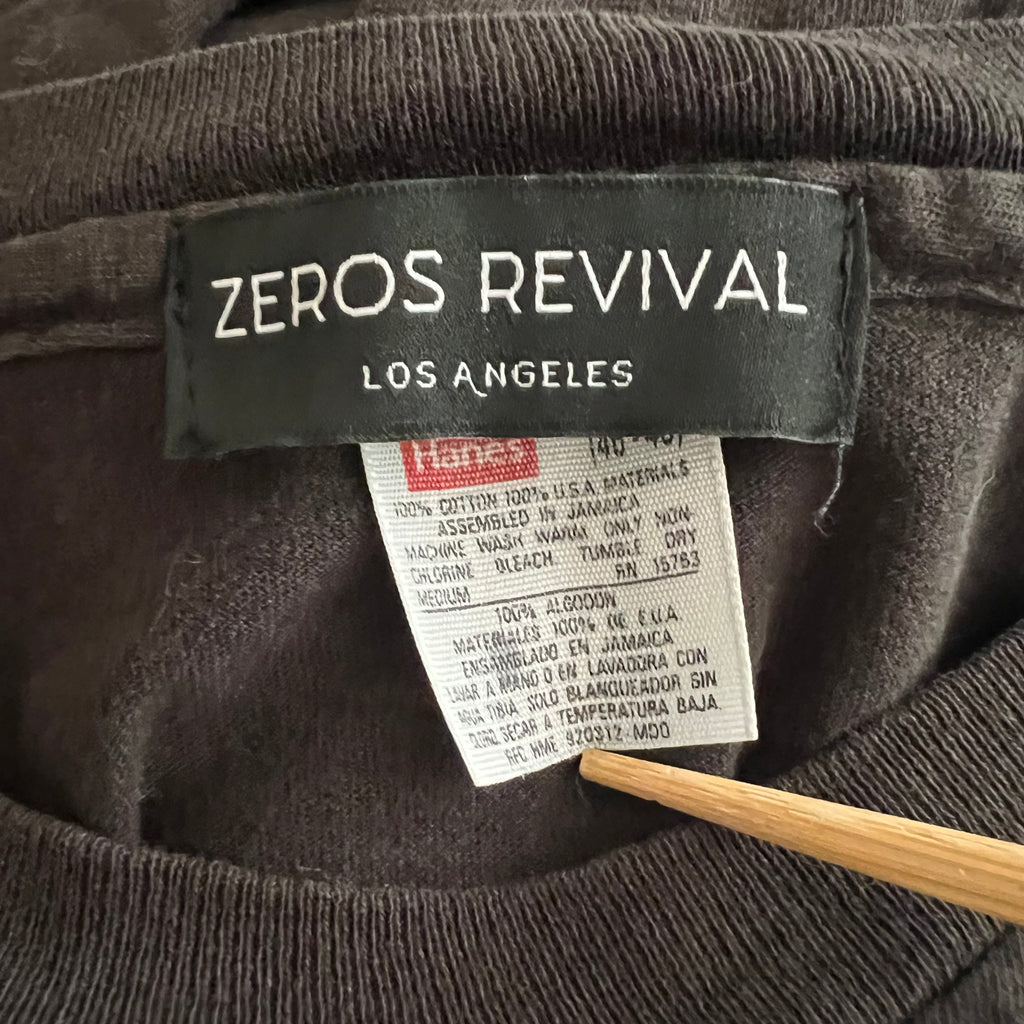 ZEROS REVIVAL
LOS ANGELES
Hanes
100% COTTON 100% U.S.A. MATERIALS
ASSEMBLED IN JAMAICA
MACHINE WASH WARM ONLY NON-
CHLORINE BLEACH TUMBLE DRY
MEDIUM RN 15763
100% ALGODON
MATERIALES 100% DE E.U.A.
ENSAMBLADO EN JAMAICA
LAVAR A MANO O EN LAVADORA CON
AGUA TIBIA. SOLO BLANQUEADOR SIN
CLORO. SECAR A TEMPERATURA BAJA.
RFC HME 920312 MD0